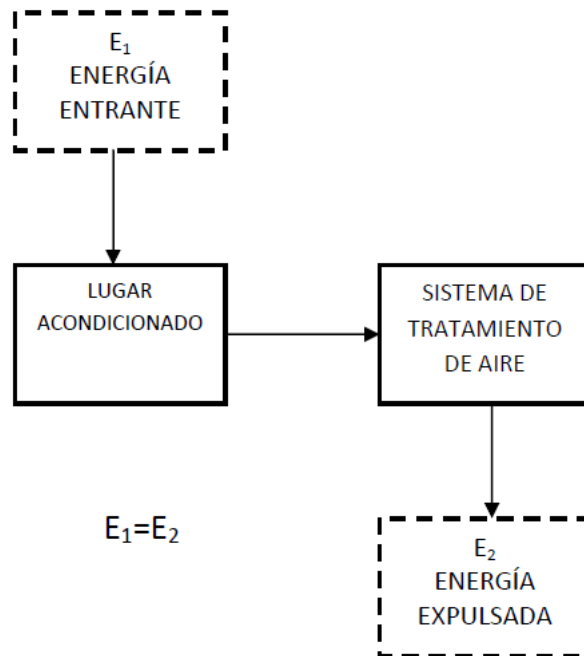 E₁
ENERGÍA
ENTRANTE
LUGAR
ACONDICIONADO
SISTEMA DE
TRATAMIENTO
DE AIRE
E₁=E₂
E₂
ENERGÍA
EXPULSADA